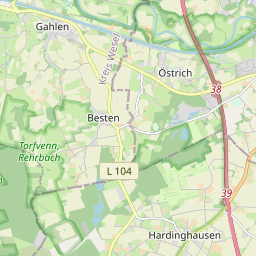 Gahlen
Kreis Wesel
Östrich
38
Besten
Torfvenn
Rehrbach
L 104
39
Hardinghausen